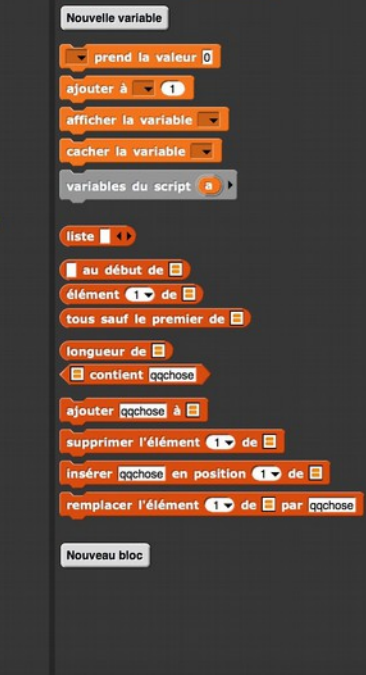 Nouvelle variable
prend la valeur 0
ajouter à 1
afficher la variable
cacher la variable
variables du script a
liste
au début de
élément 1 de
tous sauf le premier de
longueur de
contient qqchose
ajouter qqchose à
supprimer l'élément 1 de
insérer qqchose en position 1 de
remplacer l'élément 1 de par qqchose
Nouveau bloc